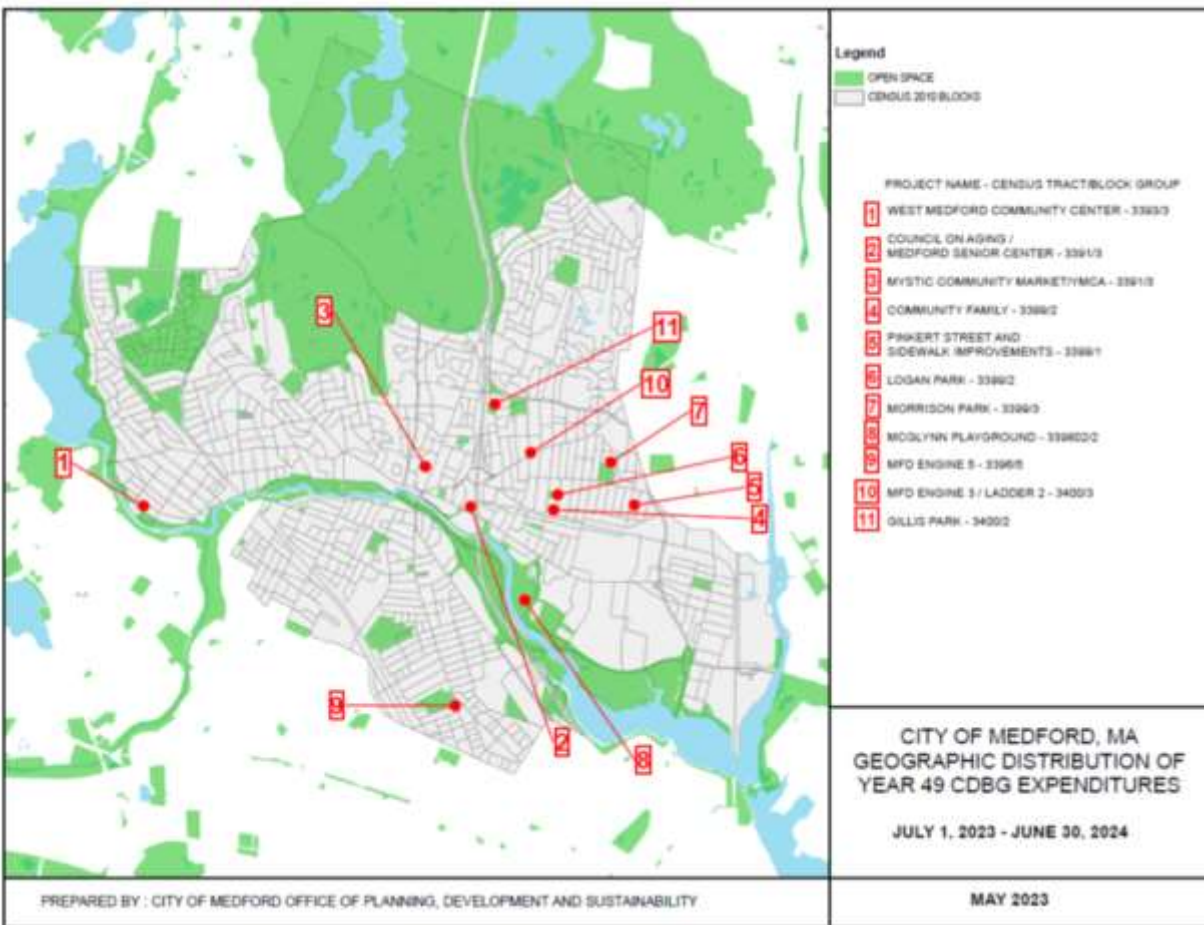 Legend
OPEN SPACE
CENSUS 2010 BLOCKS
PROJECT NAME - CENSUS TRACT/BLOCK GROUP
1 WEST MEDFORD COMMUNITY CENTER - 3393/3
2 COUNCIL ON AGING /
MEDFORD SENIOR CENTER - 3391/3
3 MYSTIC COMMUNITY MARKET/YMCA - 3391/3
4 COMMUNITY FAMILY - 3399/2
5 PINKERT STREET AND
SIDEWALK IMPROVEMENTS - 3399/1
6 LOGAN PARK - 3399/2
7 MORRISON PARK - 3399/3
8 MCGLYNN PLAYGROUND - 339802/2
9 MFD ENGINE 5 - 3396/5
10 MFD ENGINE 3 / LADDER 2 - 3400/3
11 GILLIS PARK - 3400/2
3
11
10
7
1
6
5
4
9
2
8
CITY OF MEDFORD, MA
GEOGRAPHIC DISTRIBUTION OF
YEAR 49 CDBG EXPENDITURES
JULY 1, 2023 - JUNE 30, 2024
PREPARED BY : CITY OF MEDFORD OFFICE OF PLANNING, DEVELOPMENT AND SUSTAINABILITY
MAY 2023